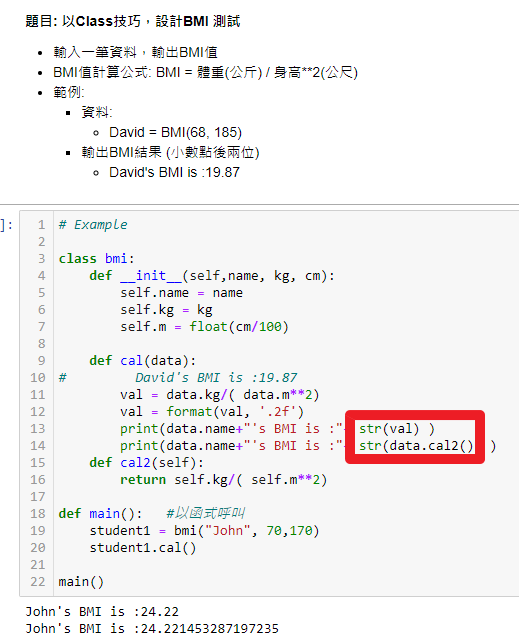 題目: 以Class技巧，設計BMI 測試
輸入一筆資料，輸出BMI值
BMI值計算公式: BMI = 體重(公斤) / 身高**2(公尺)
範例:
資料:
David = BMI(68, 185)
輸出BMI結果 (小數點後兩位)
David's BMI is :19.87
]:
1 # Example
2
3 class bmi:
4 def __init__(self,name, kg, cm):
5 self.name = name
6 self.kg = kg
7 self.m = float(cm/100)
8
9 def cal(data):
10 # David's BMI is :19.87
11 val = data.kg/( data.m**2)
12 val = format(val, '.2f')
13 print(data.name+"'s BMI is :"+ str(val) )
14 print(data.name+"'s BMI is :"+ str(data.cal2() )
15 def cal2(self):
16 return self.kg/( self.m**2)
17
18 def main(): #以函式呼叫
19 student1 = bmi("John", 70,170)
20 student1.cal()
21
22 main()
John's BMI is :24.22
John's BMI is :24.221453287197235